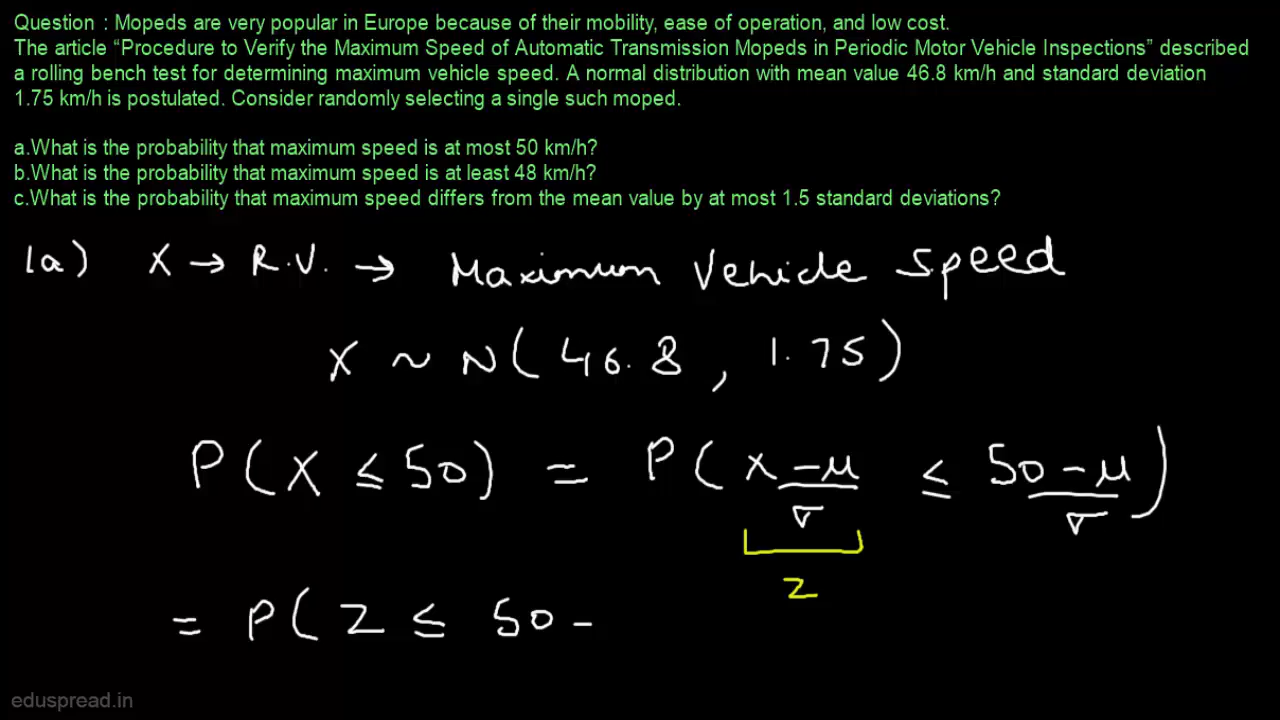 Question : Mopeds are very popular in Europe because of their mobility, ease of operation, and low cost.
The article “Procedure to Verify the Maximum Speed of Automatic Transmission Mopeds in Periodic Motor Vehicle Inspections” described
a rolling bench test for determining maximum vehicle speed. A normal distribution with mean value 46.8 km/h and standard deviation
1.75 km/h is postulated. Consider randomly selecting a single such moped.
a.What is the probability that maximum speed is at most 50 km/h?
b.What is the probability that maximum speed is at least 48 km/h?
c.What is the probability that maximum speed differs from the mean value by at most 1.5 standard deviations?
1a) X → R.V. → Maximum Vehicle Speed
X ~ N( 46.8 , 1.75)
P( X ≤ 50) = P( (X - μ)/σ ≤ (50 - μ)/σ )
Z
= P( Z ≤ 50 -
eduspread.in